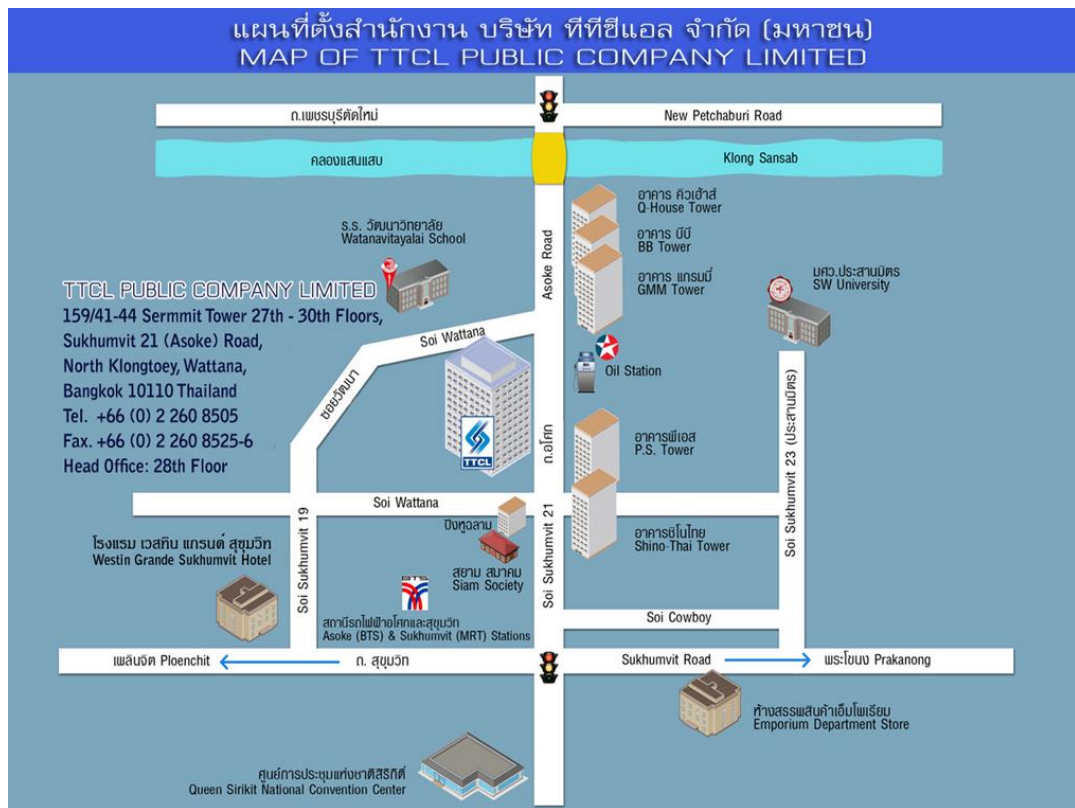 แผนที่ตั้งสำนักงาน บริษัท ทีทีซีแอล จำกัด (มหาชน)
MAP OF TTCL PUBLIC COMPANY LIMITED
ถ.เพชรบุรีตัดใหม่
New Petchaburi Road
คลองแสนแสบ
Klong Sansab
อาคาร คิวเฮ้าส์
Q-House Tower
ร.ร. วัฒนาวิทยาลัย
Watanavitayalai School
อาคาร บีบี
BB Tower
Asoke Road
อาคาร แกรมมี่
GMM Tower
มศว.ประสานมิตร
SW University
TTCL PUBLIC COMPANY LIMITED
159/41-44 Sermmit Tower 27th - 30th Floors,
Sukhumvit 21 (Asoke) Road,
North Klongtoey, Wattana,
Bangkok 10110 Thailand
Tel. +66 (0) 2 260 8505
Fax. +66 (0) 2 260 8525-6
Head Office: 28th Floor
Soi Wattana
ซอยวัฒนา
Oil Station
TTCL
ถ.อโศก
อาคารพีเอส
P.S. Tower
Soi Sukhumvit 23 (ประสานมิตร)
Soi Wattana
Soi Sukhumvit 19
Soi Sukhumvit 21
ปิงหูฉลาม
อาคารชิโนไทย
Shino-Thai Tower
โรงแรม เวสทิน แกรนด์ สุขุมวิท
Westin Grande Sukhumvit Hotel
สยาม สมาคม
Siam Society
BTS
สถานีรถไฟฟ้าอโศกและสุขุมวิท
Asoke (BTS) & Sukhumvit (MRT) Stations
Soi Cowboy
เพลินจิต Ploenchit
ถ. สุขุมวิท
Sukhumvit Road
พระโขนง Prakanong
ห้างสรรพสินค้าเอ็มโพเรียม
Emporium Department Store
ศูนย์การประชุมแห่งชาติสิริกิติ์
Queen Sirikit National Convention Center